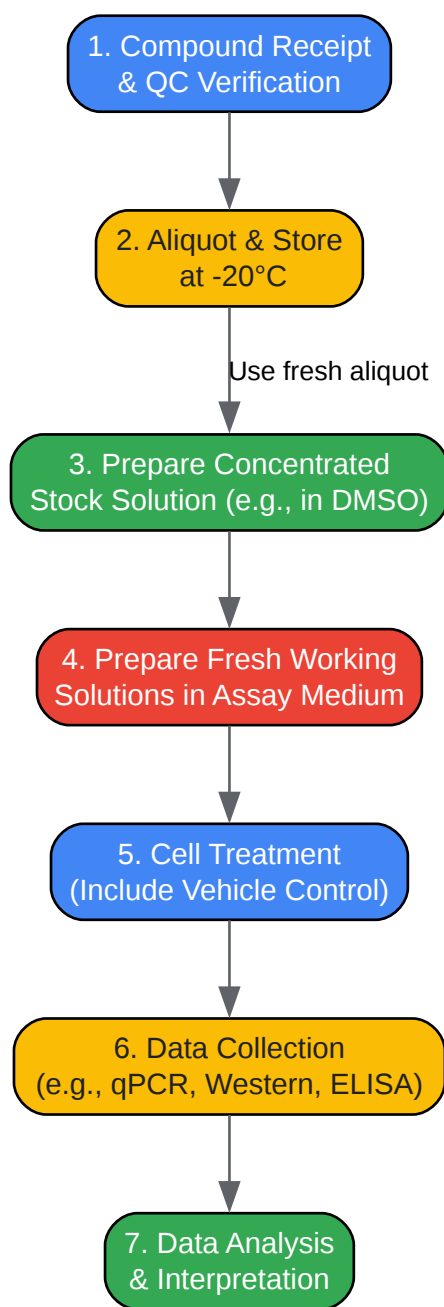 1. Compound Receipt
& QC Verification
2. Aliquot & Store
at -20°C
Use fresh aliquot
3. Prepare Concentrated
Stock Solution (e.g., in DMSO)
4. Prepare Fresh Working
Solutions in Assay Medium
5. Cell Treatment
(Include Vehicle Control)
6. Data Collection
(e.g., qPCR, Western, ELISA)
7. Data Analysis
& Interpretation